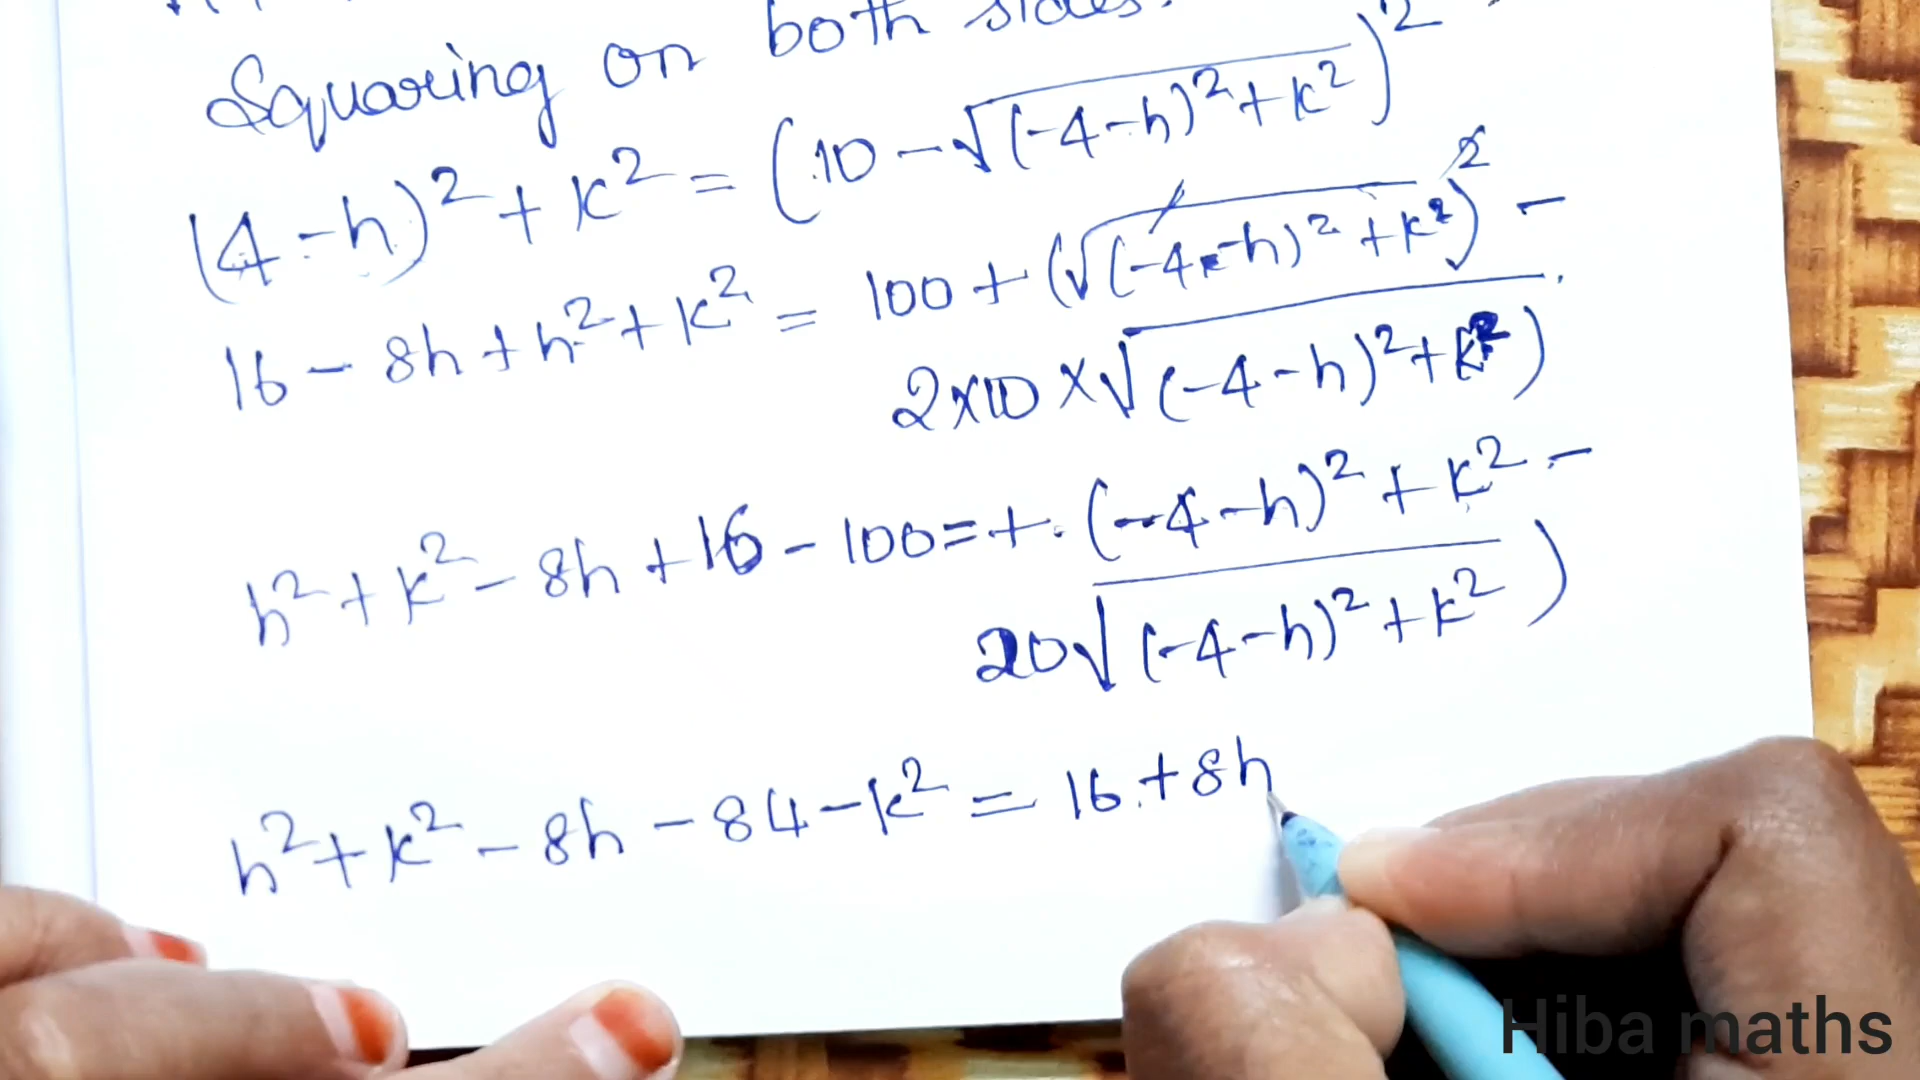 Squaring on both sides.
(4-h)² + k² = (10 - √(-4-h)² + k²)²
16 - 8h + h² + k² = 100 + (√(-4-h)² + k²)² -
2×10 × √(-4-h)² + k²)
h² + k² - 8h + 16 - 100 = + (-4-h)² + k² -
20√(-4-h)² + k²)
h² + k² - 8h - 84 - k² = 16 + 8h
Hiba maths